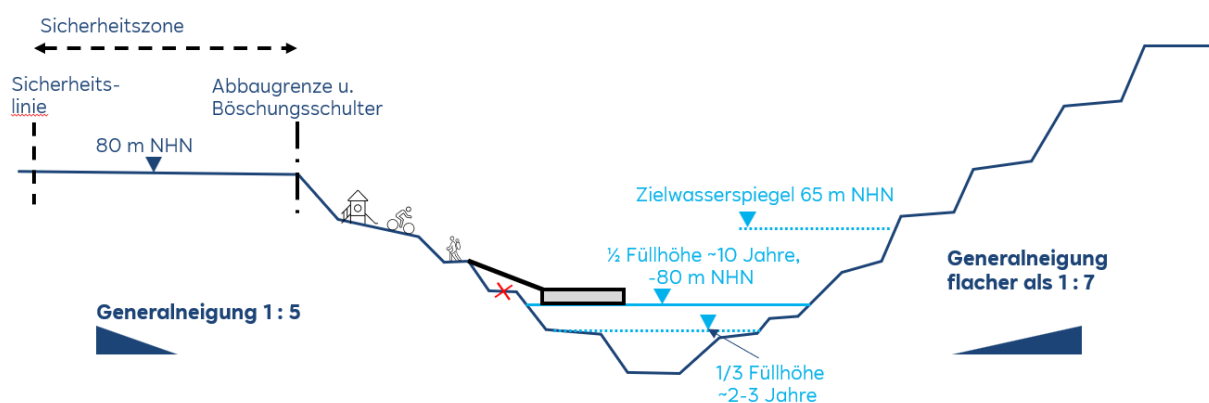 Sicherheitszone
Sicherheits-
linie
Abbaugrenze u.
Böschungsschulter
80 m NHN
Zielwasserspiegel 65 m NHN
½ Füllhöhe ~10 Jahre,
-80 m NHN
Generalneigung
flacher als 1 : 7
Generalneigung 1 : 5
1/3 Füllhöhe
~2-3 Jahre